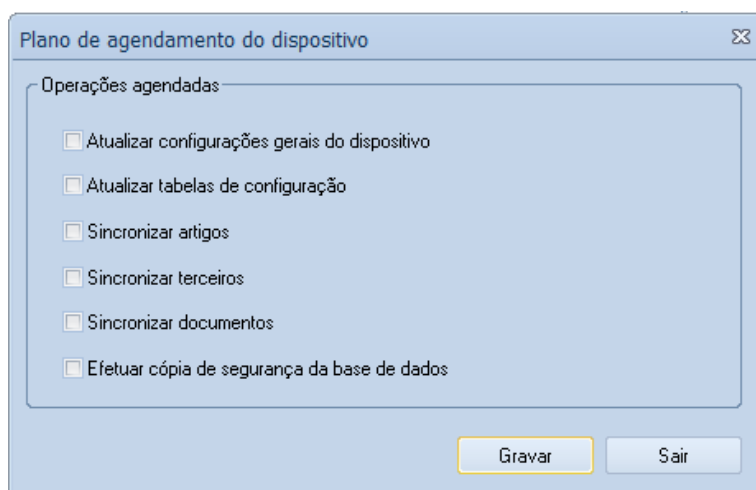 Plano de agendamento do dispositivo
Operações agendadas
Atualizar configurações gerais do dispositivo
Atualizar tabelas de configuração
Sincronizar artigos
Sincronizar terceiros
Sincronizar documentos
Efetuar cópia de segurança da base de dados
Gravar
Sair